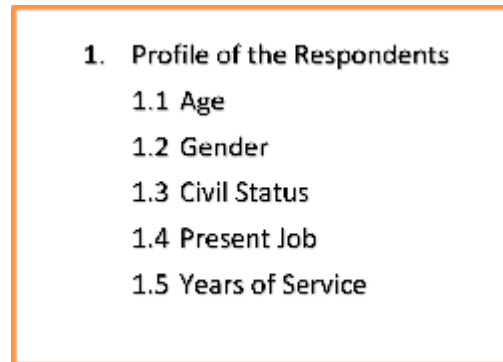 1. Profile of the Respondents
1.1 Age
1.2 Gender
1.3 Civil Status
1.4 Present Job
1.5 Years of Service